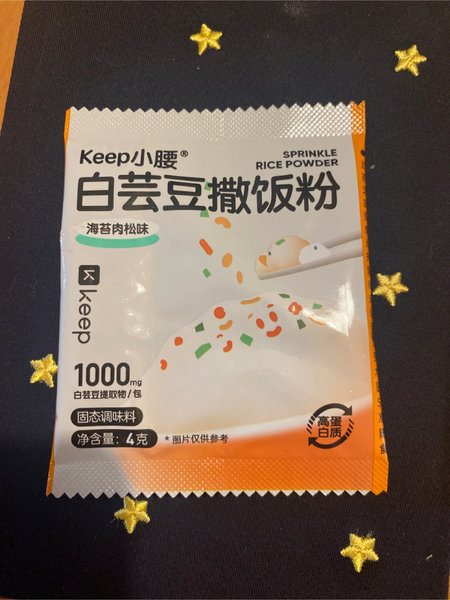 Keep小腰®
SPRINKLE
RICE POWDER
白芸豆撒饭粉
海苔肉松味
keep
1000mg
白芸豆提取物/包
固态调味料
净含量：4克
*图片仅供参考
高蛋
白质